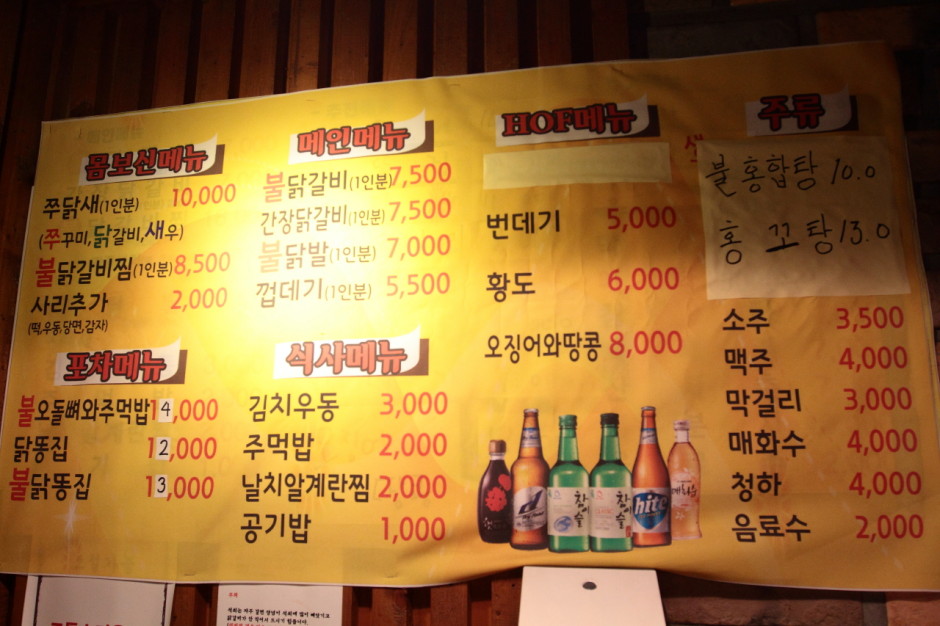 몸보신메뉴
쭈닭새(1인분) 10,000
(쭈꾸미,닭갈비,새우)
불닭갈비찜(1인분) 8,500
사리추가 2,000
(떡,우동,당면,감자)
포차메뉴
불오돌뼈와주먹밥 14,000
닭똥집 12,000
불닭똥집 13,000
메인메뉴
불닭갈비(1인분) 7,500
간장닭갈비(1인분) 7,500
불닭발(1인분) 7,000
껍데기(1인분) 5,500
식사메뉴
김치우동 3,000
주먹밥 2,000
날치알계란찜 2,000
공기밥 1,000
HOF메뉴
번데기 5,000
황도 6,000
오징어와땅콩 8,000
주류
불홍합탕 10.0
홍꼬탕 13.0
소주 3,500
맥주 4,000
막걸리 3,000
매화수 4,000
청하 4,000
음료수 2,000
참이슬
참이슬
hite
매화수